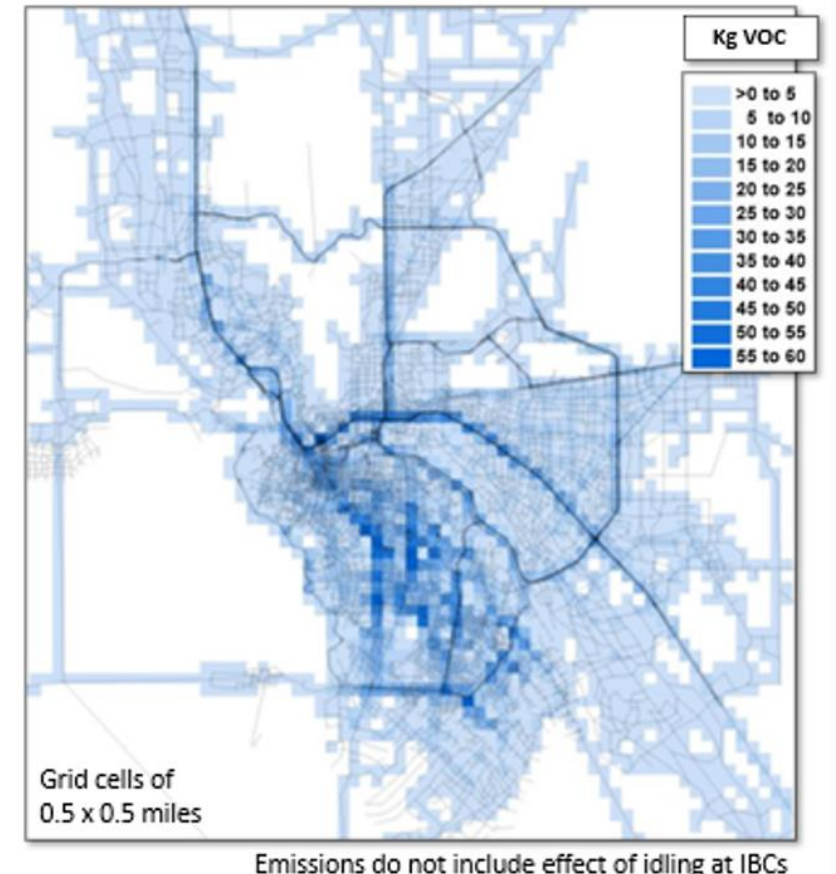 Kg VOC
>0 to 5
5 to 10
10 to 15
15 to 20
20 to 25
25 to 30
30 to 35
35 to 40
40 to 45
45 to 50
50 to 55
55 to 60
Grid cells of
0.5 x 0.5 miles
Emissions do not include effect of idling at IBCs